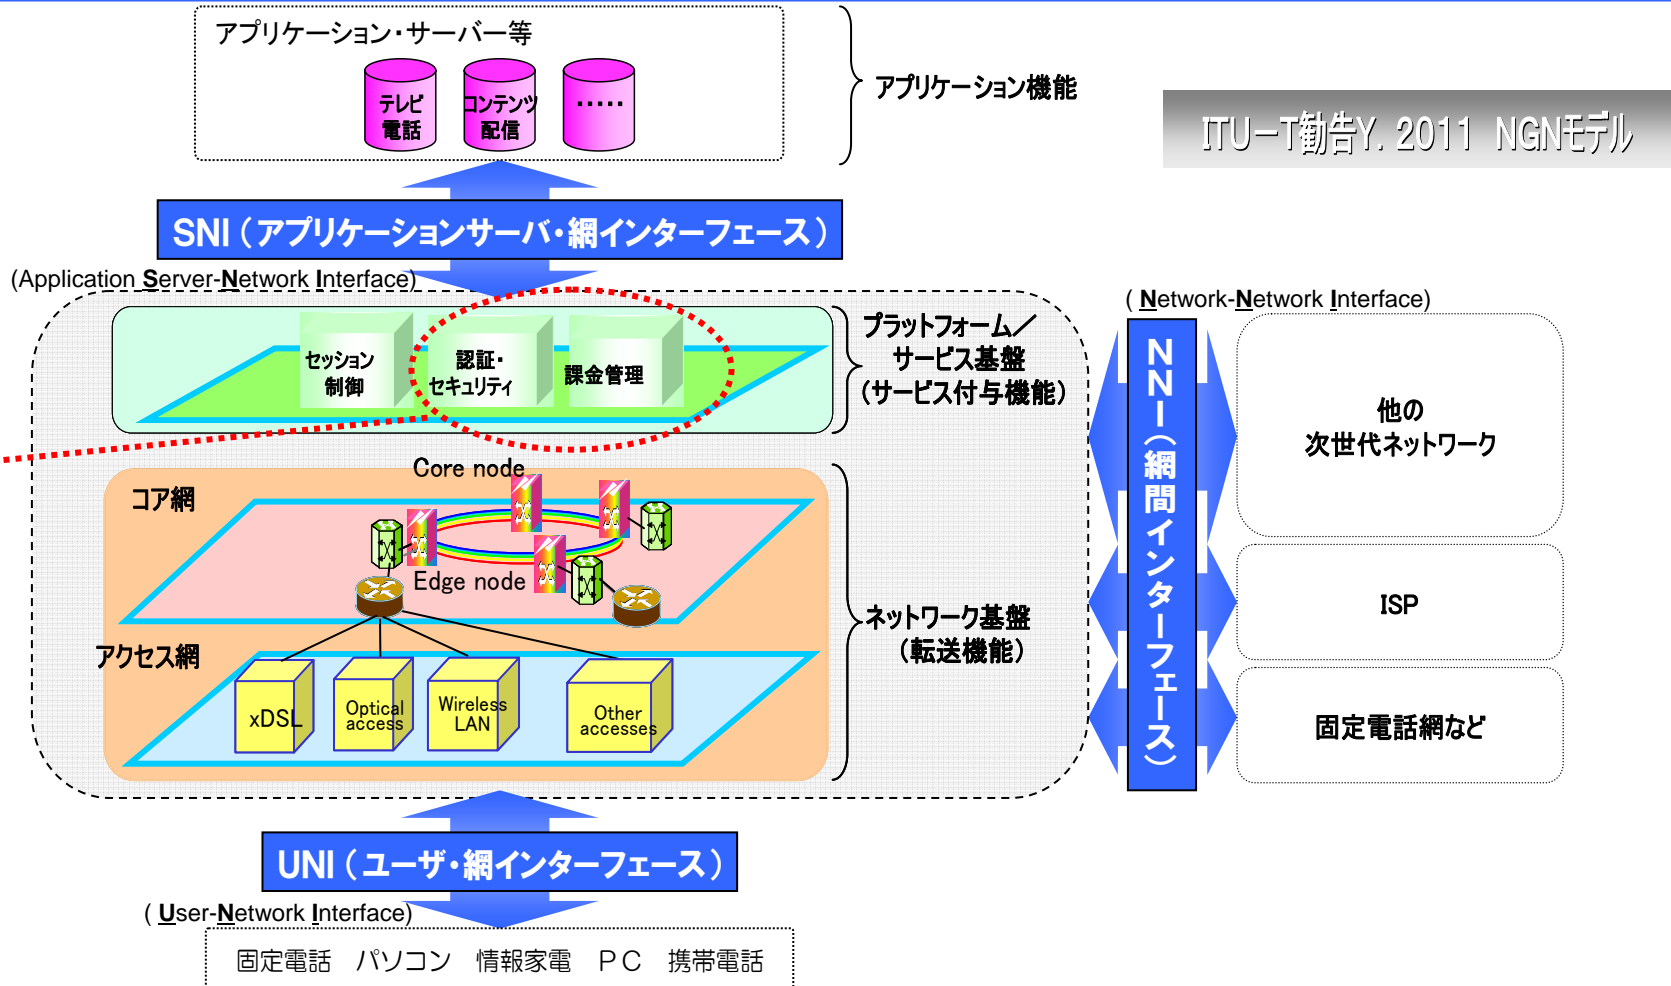 アプリケーション・サーバー等
テレビ
電話
コンテンツ
配信
・・・・・
アプリケーション機能
ITU－T勧告Y. 2011 NGNモデル
SNI（アプリケーションサーバ・網インターフェース）
(Application Server-Network Interface)
セッション
制御
認証・
セキュリティ
課金管理
プラットフォーム／
サービス基盤
（サービス付与機能）
コア網
Core node
Edge node
アクセス網
xDSL
Optical
access
Wireless
LAN
Other
accesses
ネットワーク基盤
（転送機能）
( Network-Network Interface)
NNI（網間インターフェース）
他の
次世代ネットワーク
ISP
固定電話網など
UNI（ユーザ・網インターフェース）
( User-Network Interface)
固定電話　パソコン　情報家電　ＰＣ　携帯電話